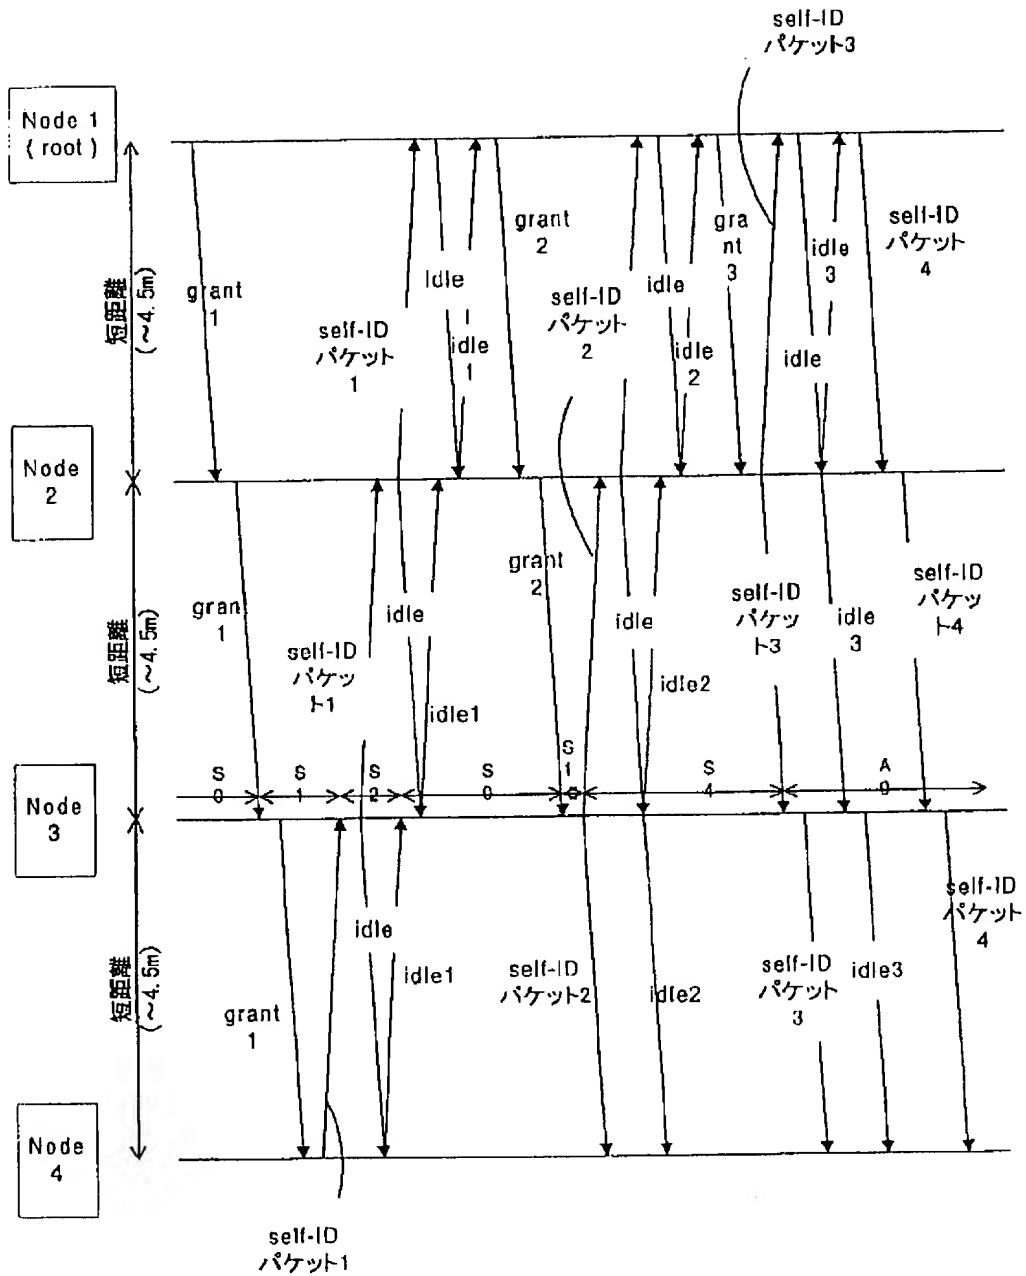 self-ID
パケット3
Node 1
( root )
短距離
(～4.5m)
grant
1
self-ID
パケット
1
Idle
idle
1
grant
2
self-ID
パケット
2
idle
idle
2
gra
nt
3
idle
idle
3
self-ID
パケット
4
Node
2
短距離
(～4.5m)
gran
1
self-ID
パケッ
ト1
idle
idle1
grant
2
idle
idle2
self-ID
パケッ
ト3
idle
3
self-ID
パケッ
ト4
S
0
S
1
S
2
S
0
S
1
S
4
A
0
Node
3
短距離
(～4.5m)
grant
1
idle
idle1
self-ID
パケット2
idle2
self-ID
パケット
3
idle3
self-ID
パケット
4
Node
4
self-ID
パケット1